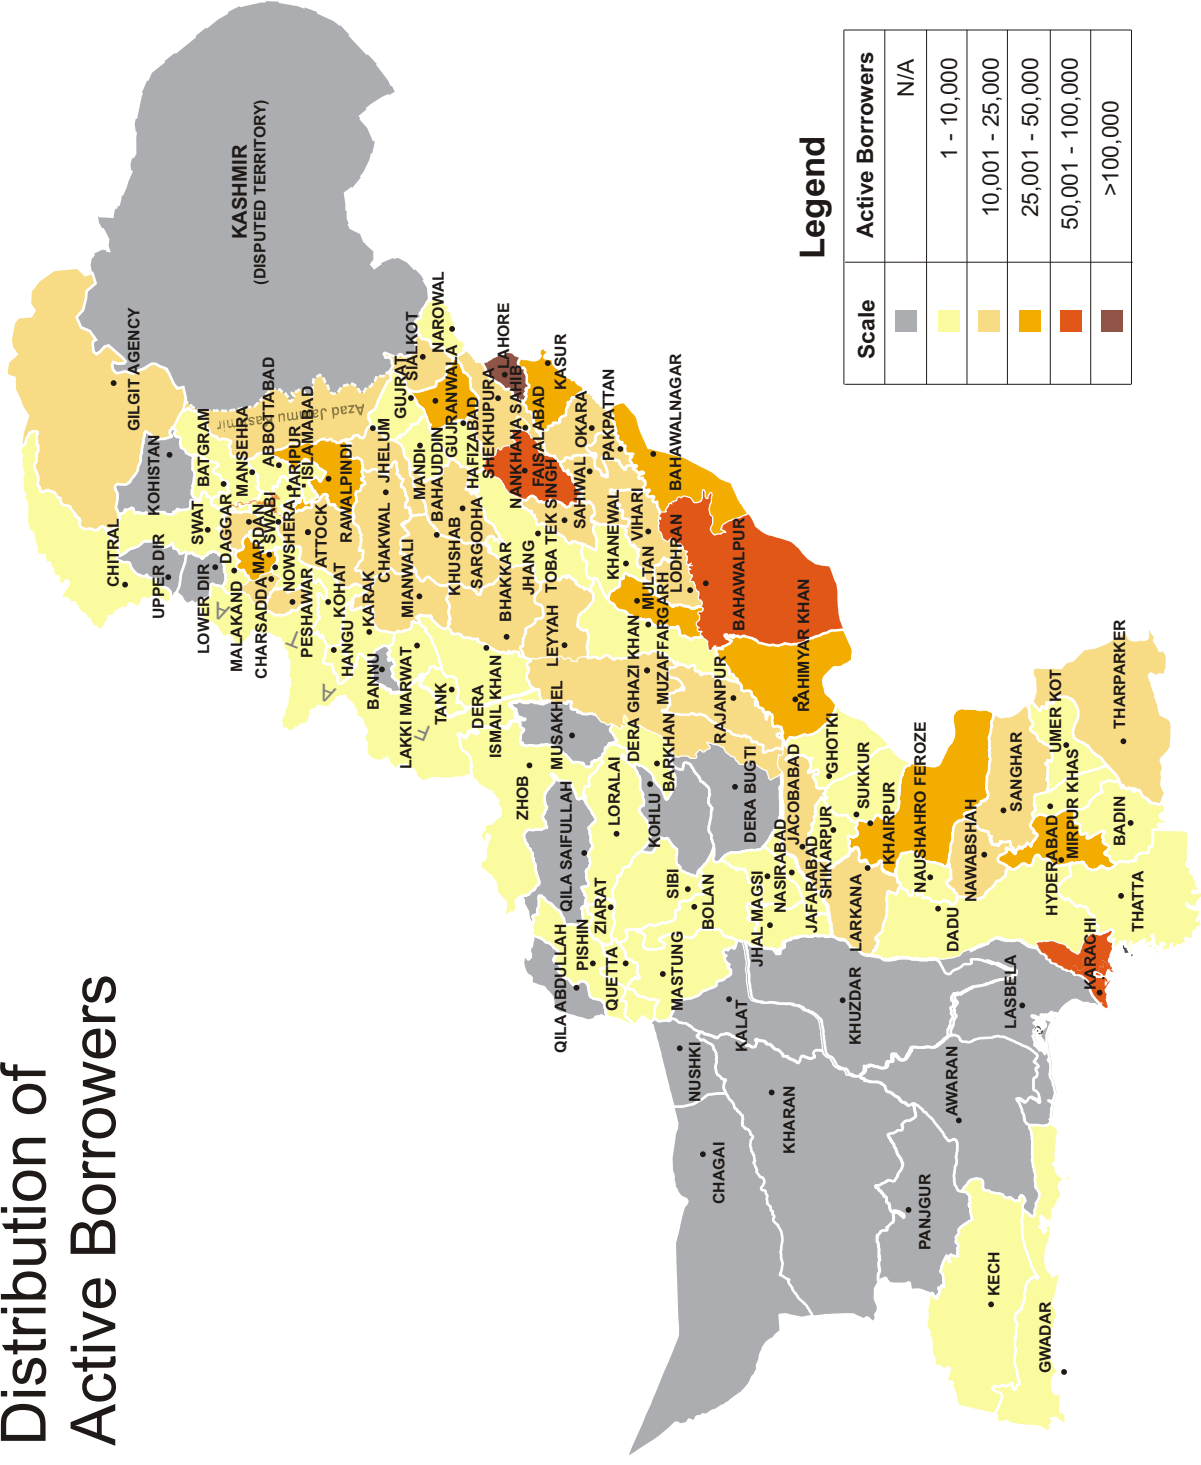 Distribution of
Active Borrowers
KASHMIR
(DISPUTED TERRITORY)
GILGIT AGENCY
CHITRAL
KOHISTAN
UPPER DIR
SWAT
BATGRAM
LOWER DIR
DAGGAR
MANSEHRA
Azad Jammu Kashmir
MALAKAND
MARDAN
SWABI
ABBOTTABAD
CHARSADDA
NOWSHERA
HARIPUR
ISLAMABAD
PESHAWAR
ATTOCK
RAWALPINDI
F
A
T
A
HANGU
KOHAT
KARAK
CHAKWAL
JHELUM
GUJRAT
SIALKOT
NAROWAL
BANNU
LAKKI MARWAT
MIANWALI
MANDI
BAHAUDDIN
GUJRANWALA
TANK
KHUSHAB
SARGODHA
HAFIZABAD
SHEKHUPURA
LAHORE
DERA
ISMAIL KHAN
BHAKKAR
JHANG
NANKHANA SAHIB
FAISALABAD
KASUR
ZHOB
MUSAKHEL
LEYYAH
TOBA TEK SINGH
SAHIWAL
OKARA
PAKPATTAN
QILA SAIFULLAH
LORALAI
DERA GHAZI KHAN
MUZAFFARGARH
MULTAN
KHANEWAL
VIHARI
LODHRAN
BAHAWALNAGAR
QILA ABDULLAH
PISHIN
ZIARAT
KOHLU
BARKHAN
RAJANPUR
BAHAWALPUR
QUETTA
SIBI
BOLAN
DERA BUGTI
RAHIMYAR KHAN
MASTUNG
JHAL MAGSI
NASIRABAD
JAFARABAD
JACOBABAD
SHIKARPUR
GHOTKI
SUKKUR
NUSHKI
KALAT
KHUZDAR
LARKANA
KHAIRPUR
NAUSHAHRO FEROZE
CHAGAI
KHARAN
DADU
NAWABSHAH
SANGHAR
UMER KOT
THARPARKER
PANJGUR
AWARAN
LASBELA
HYDERABAD
MIRPUR KHAS
BADIN
KECH
GWADAR
KARACHI
THATTA
Legend
Scale Active Borrowers
N/A
1 - 10,000
10,001 - 25,000
25,001 - 50,000
50,001 - 100,000
>100,000